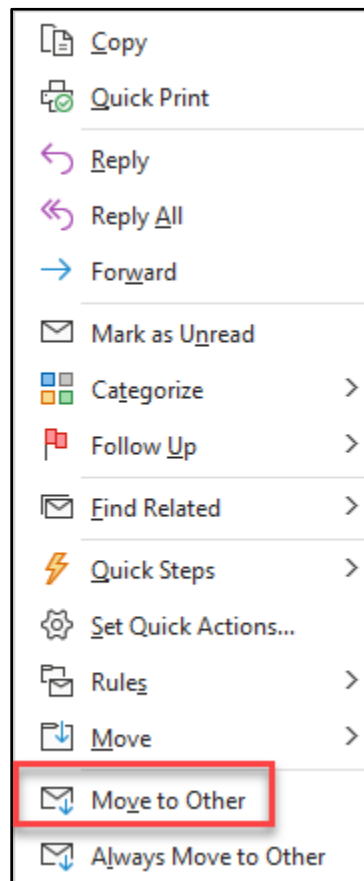 Copy
Quick Print
Reply
Reply All
Forward
Mark as Unread
Categorize
Follow Up
Find Related
Quick Steps
Set Quick Actions...
Rules
Move
Move to Other
Always Move to Other